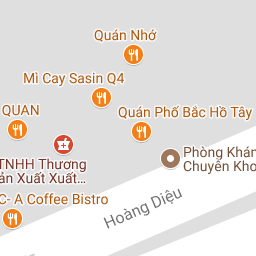 Quán Nhớ
Mì Cay Sasin Q4
QUAN
Quán Phố Bắc Hồ Tây
TNHH Thương
ản Xuất Xuất...
Phòng Khán
Chuyên Kho
C- A Coffee Bistro
Hoàng Diệu